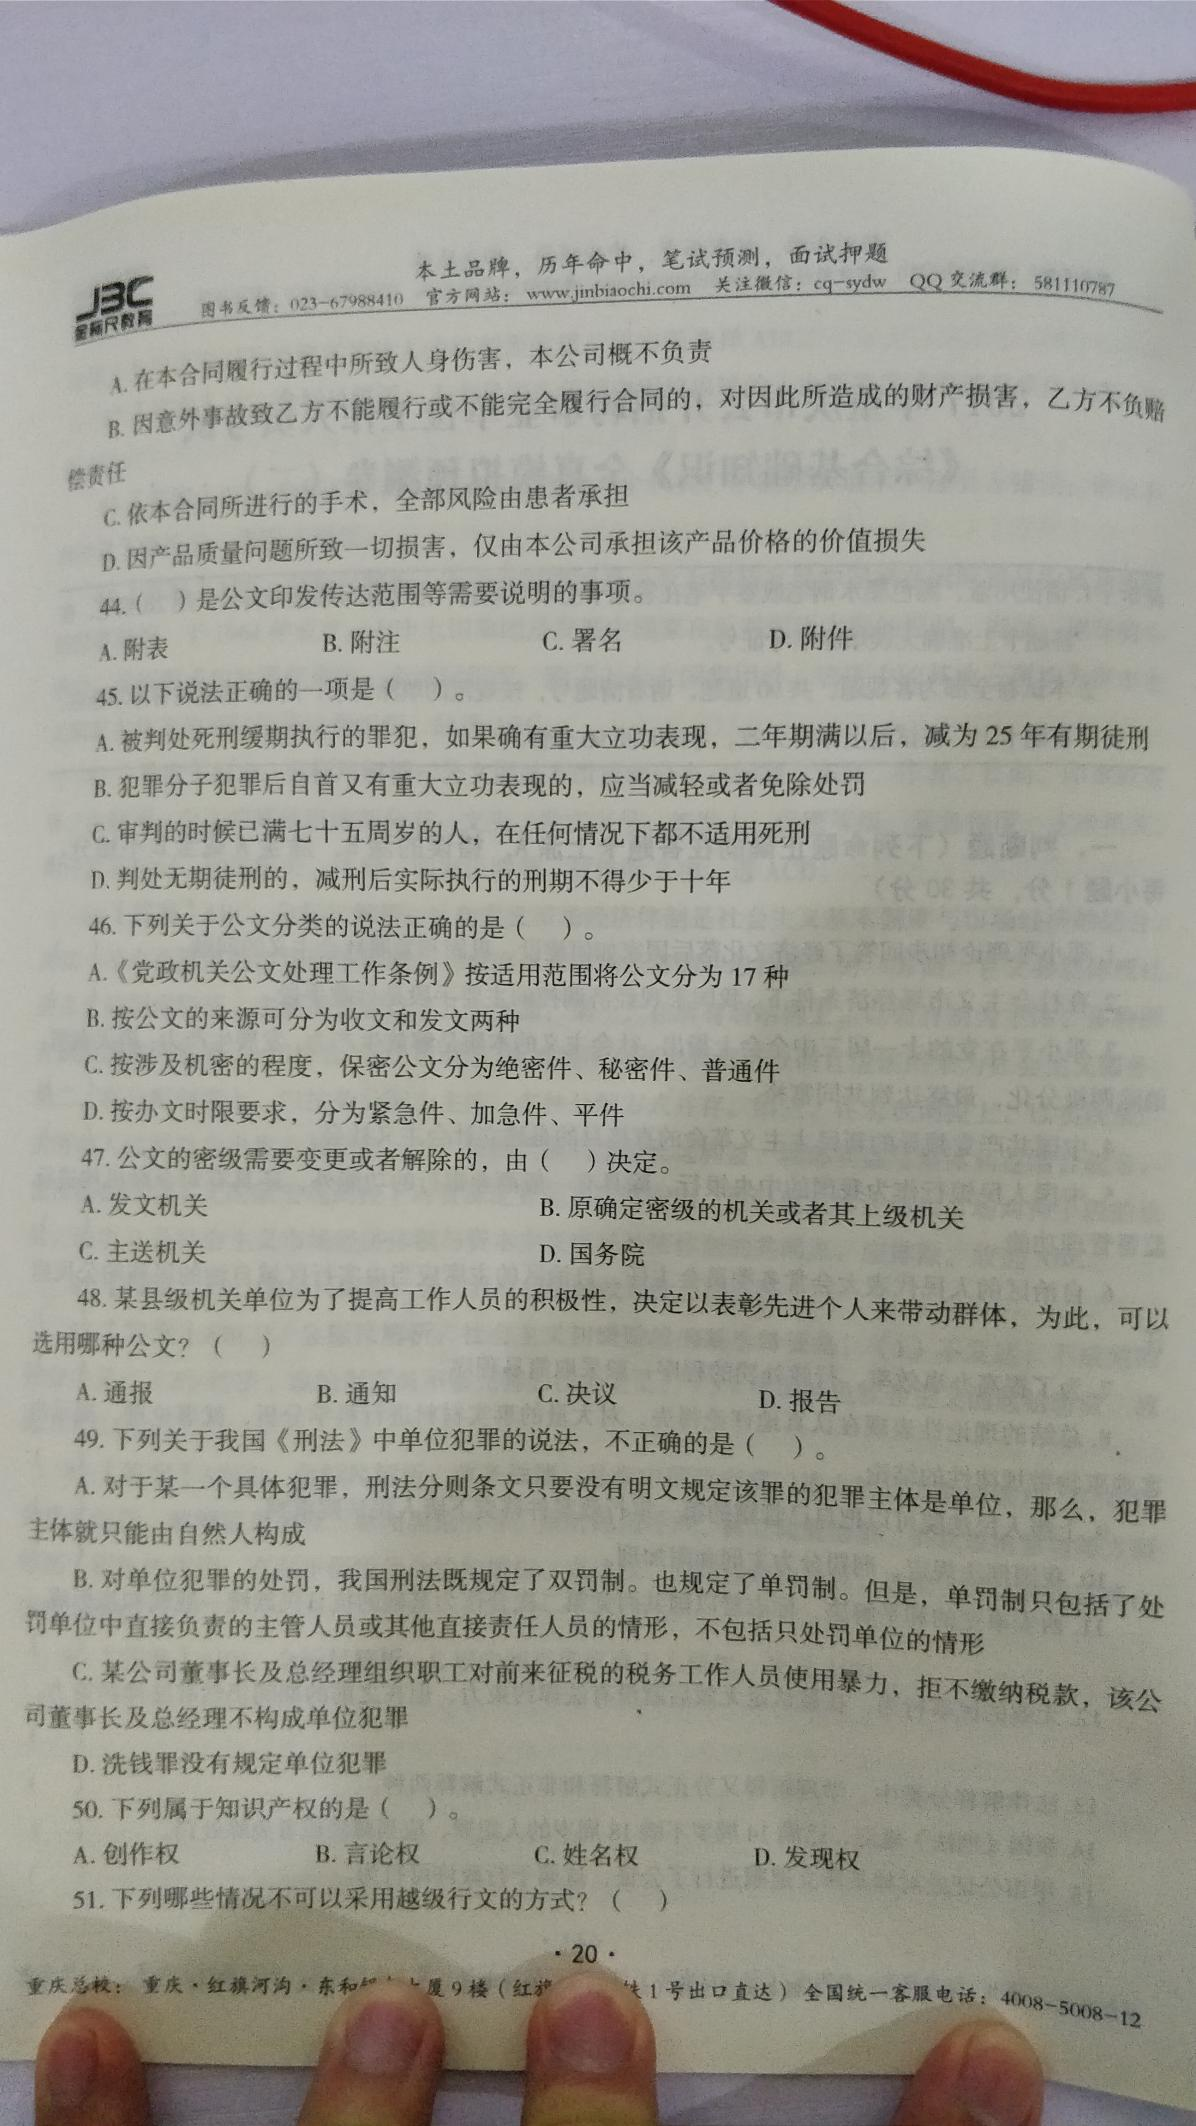 JBC
金标尺教育
本土品牌，历年命中，笔试预测，面试押题
图书反馈：023-67988410 官方网站：www.jinbiaochi.com 关注微信：cq-sydw QQ交流群：581110787
A.在本合同履行过程中所致人身伤害，本公司概不负责
B.因意外事故致乙方不能履行或不能完全履行合同的，对因此所造成的财产损害，乙方不负赔
偿责任
C.依本合同所进行的手术，全部风险由患者承担
D.因产品质量问题所致一切损害，仅由本公司承担该产品价格的价值损失
44.（ ）是公文印发传达范围等需要说明的事项。
A.附表 B.附注 C.署名 D.附件
45.以下说法正确的一项是（ ）。
A.被判处死刑缓期执行的罪犯，如果确有重大立功表现，二年期满以后，减为25年有期徒刑
B.犯罪分子犯罪后自首又有重大立功表现的，应当减轻或者免除处罚
C.审判的时候已满七十五周岁的人，在任何情况下都不适用死刑
D.判处无期徒刑的，减刑后实际执行的刑期不得少于十年
46.下列关于公文分类的说法正确的是（ ）。
A.《党政机关公文处理工作条例》按适用范围将公文分为17种
B.按公文的来源可分为收文和发文两种
C.按涉及机密的程度，保密公文分为绝密件、秘密件、普通件
D.按办文时限要求，分为紧急件、加急件、平件
47.公文的密级需要变更或者解除的，由（ ）决定。
A.发文机关 B.原确定密级的机关或者其上级机关
C.主送机关 D.国务院
48.某县级机关单位为了提高工作人员的积极性，决定以表彰先进个人来带动群体，为此，可以
选用哪种公文？（ ）
A.通报 B.通知 C.决议 D.报告
49.下列关于我国《刑法》中单位犯罪的说法，不正确的是（ ）。
A.对于某一个具体犯罪，刑法分则条文只要没有明文规定该罪的犯罪主体是单位，那么，犯罪
主体就只能由自然人构成
B.对单位犯罪的处罚，我国刑法既规定了双罚制。也规定了单罚制。但是，单罚制只包括了处
罚单位中直接负责的主管人员或其他直接责任人员的情形，不包括只处罚单位的情形
C.某公司董事长及总经理组织职工对前来征税的税务工作人员使用暴力，拒不缴纳税款，该公
司董事长及总经理不构成单位犯罪
D.洗钱罪没有规定单位犯罪
50.下列属于知识产权的是（ ）。
A.创作权 B.言论权 C.姓名权 D.发现权
51.下列哪些情况不可以采用越级行文的方式？（ ）
·20·
重庆总校：重庆·红旗河沟·东和 大厦9楼（红旗 铁1号出口直达）全国统一客服电话：4008-5008-12